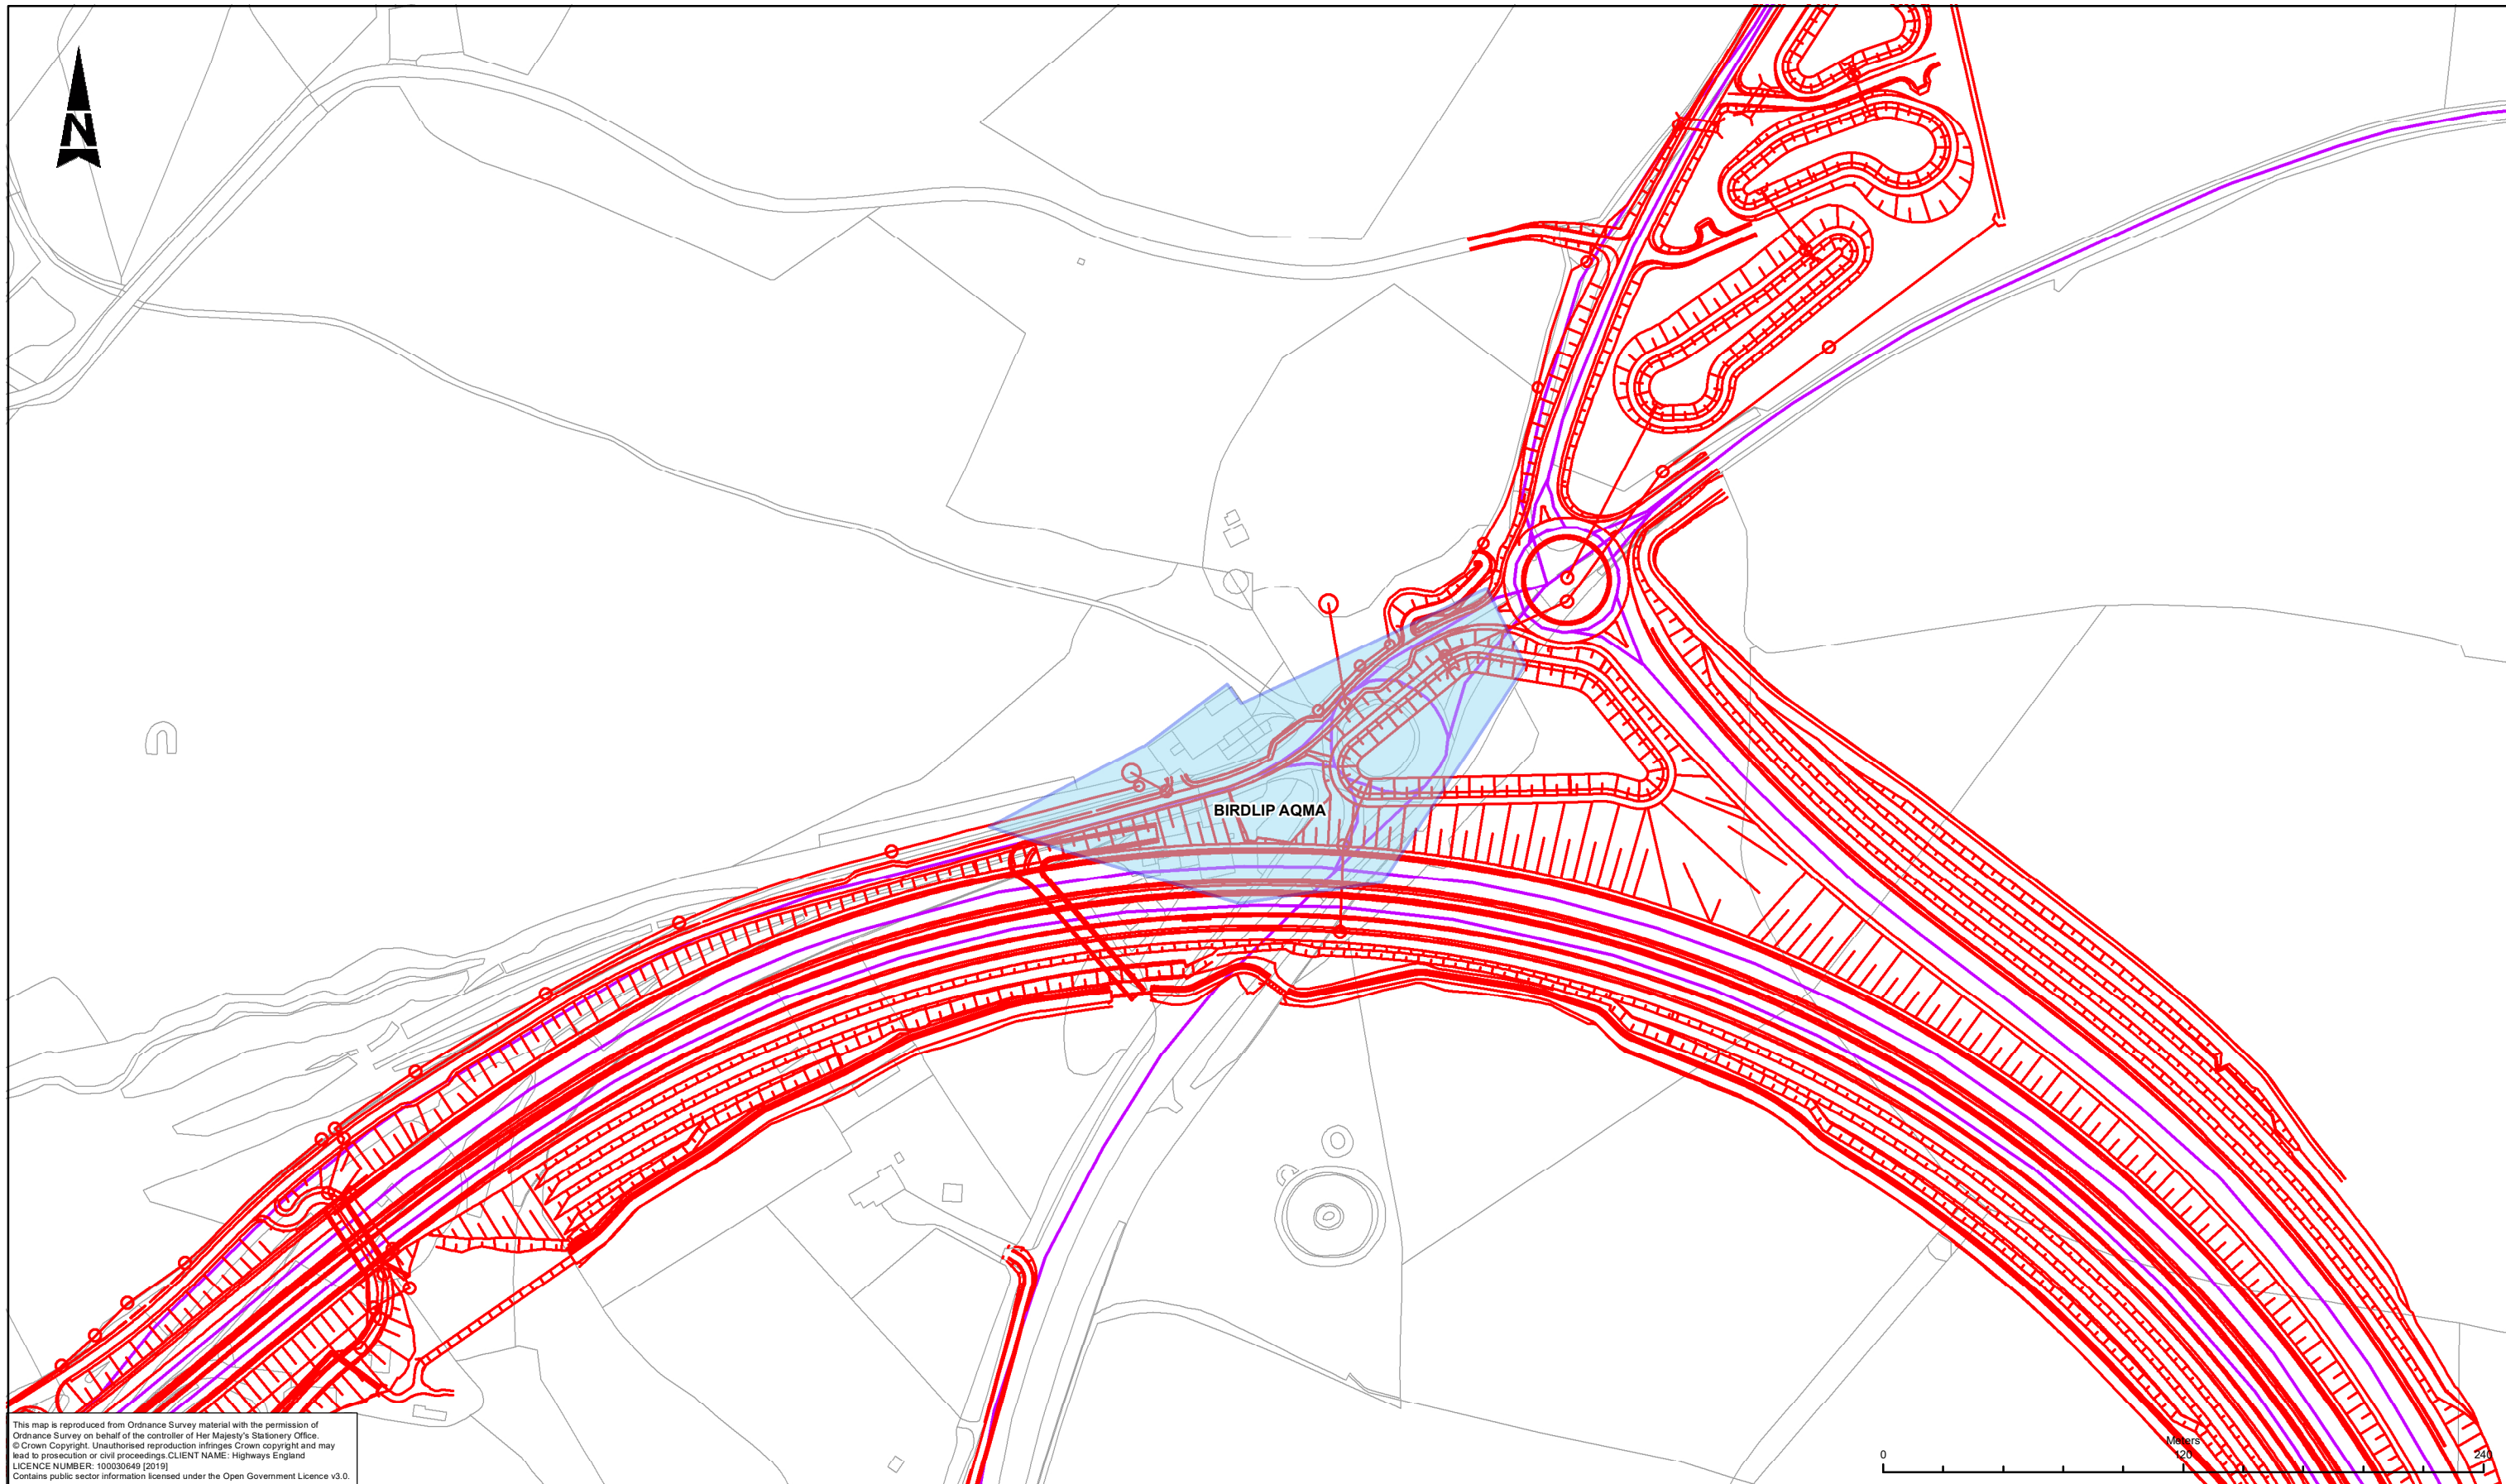 N
BIRDLIP AQMA
This map is reproduced from Ordnance Survey material with the permission of
Ordnance Survey on behalf of the controller of Her Majesty's Stationery Office.
© Crown Copyright. Unauthorised reproduction infringes Crown copyright and may
lead to prosecution or civil proceedings.CLIENT NAME: Highways England
LICENCE NUMBER: 100030649 [2019]
Contains public sector information licensed under the Open Government Licence v3.0.
Meters
0 120 240